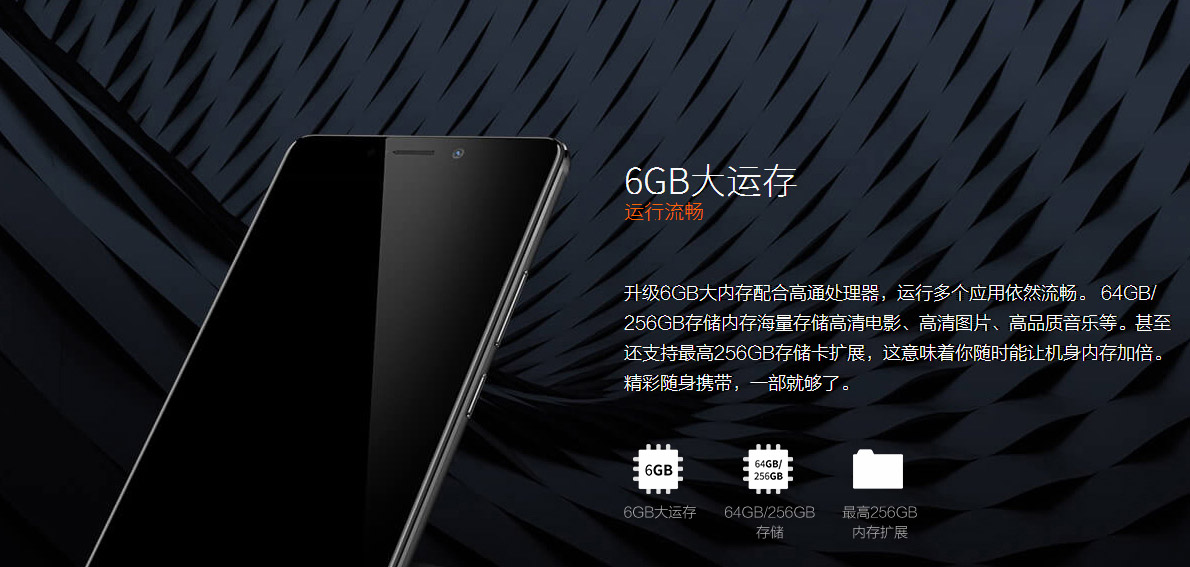 6GB大运存
运行流畅
升级6GB大内存配合高通处理器，运行多个应用依然流畅。 64GB/
256GB存储内存海量存储高清电影、高清图片、高品质音乐等。甚至
还支持最高256GB存储卡扩展，这意味着你随时能让机身内存加倍。
精彩随身携带，一部就够了。
6GB
64GB/
256GB
6GB大运存
64GB/256GB
存储
最高256GB
内存扩展